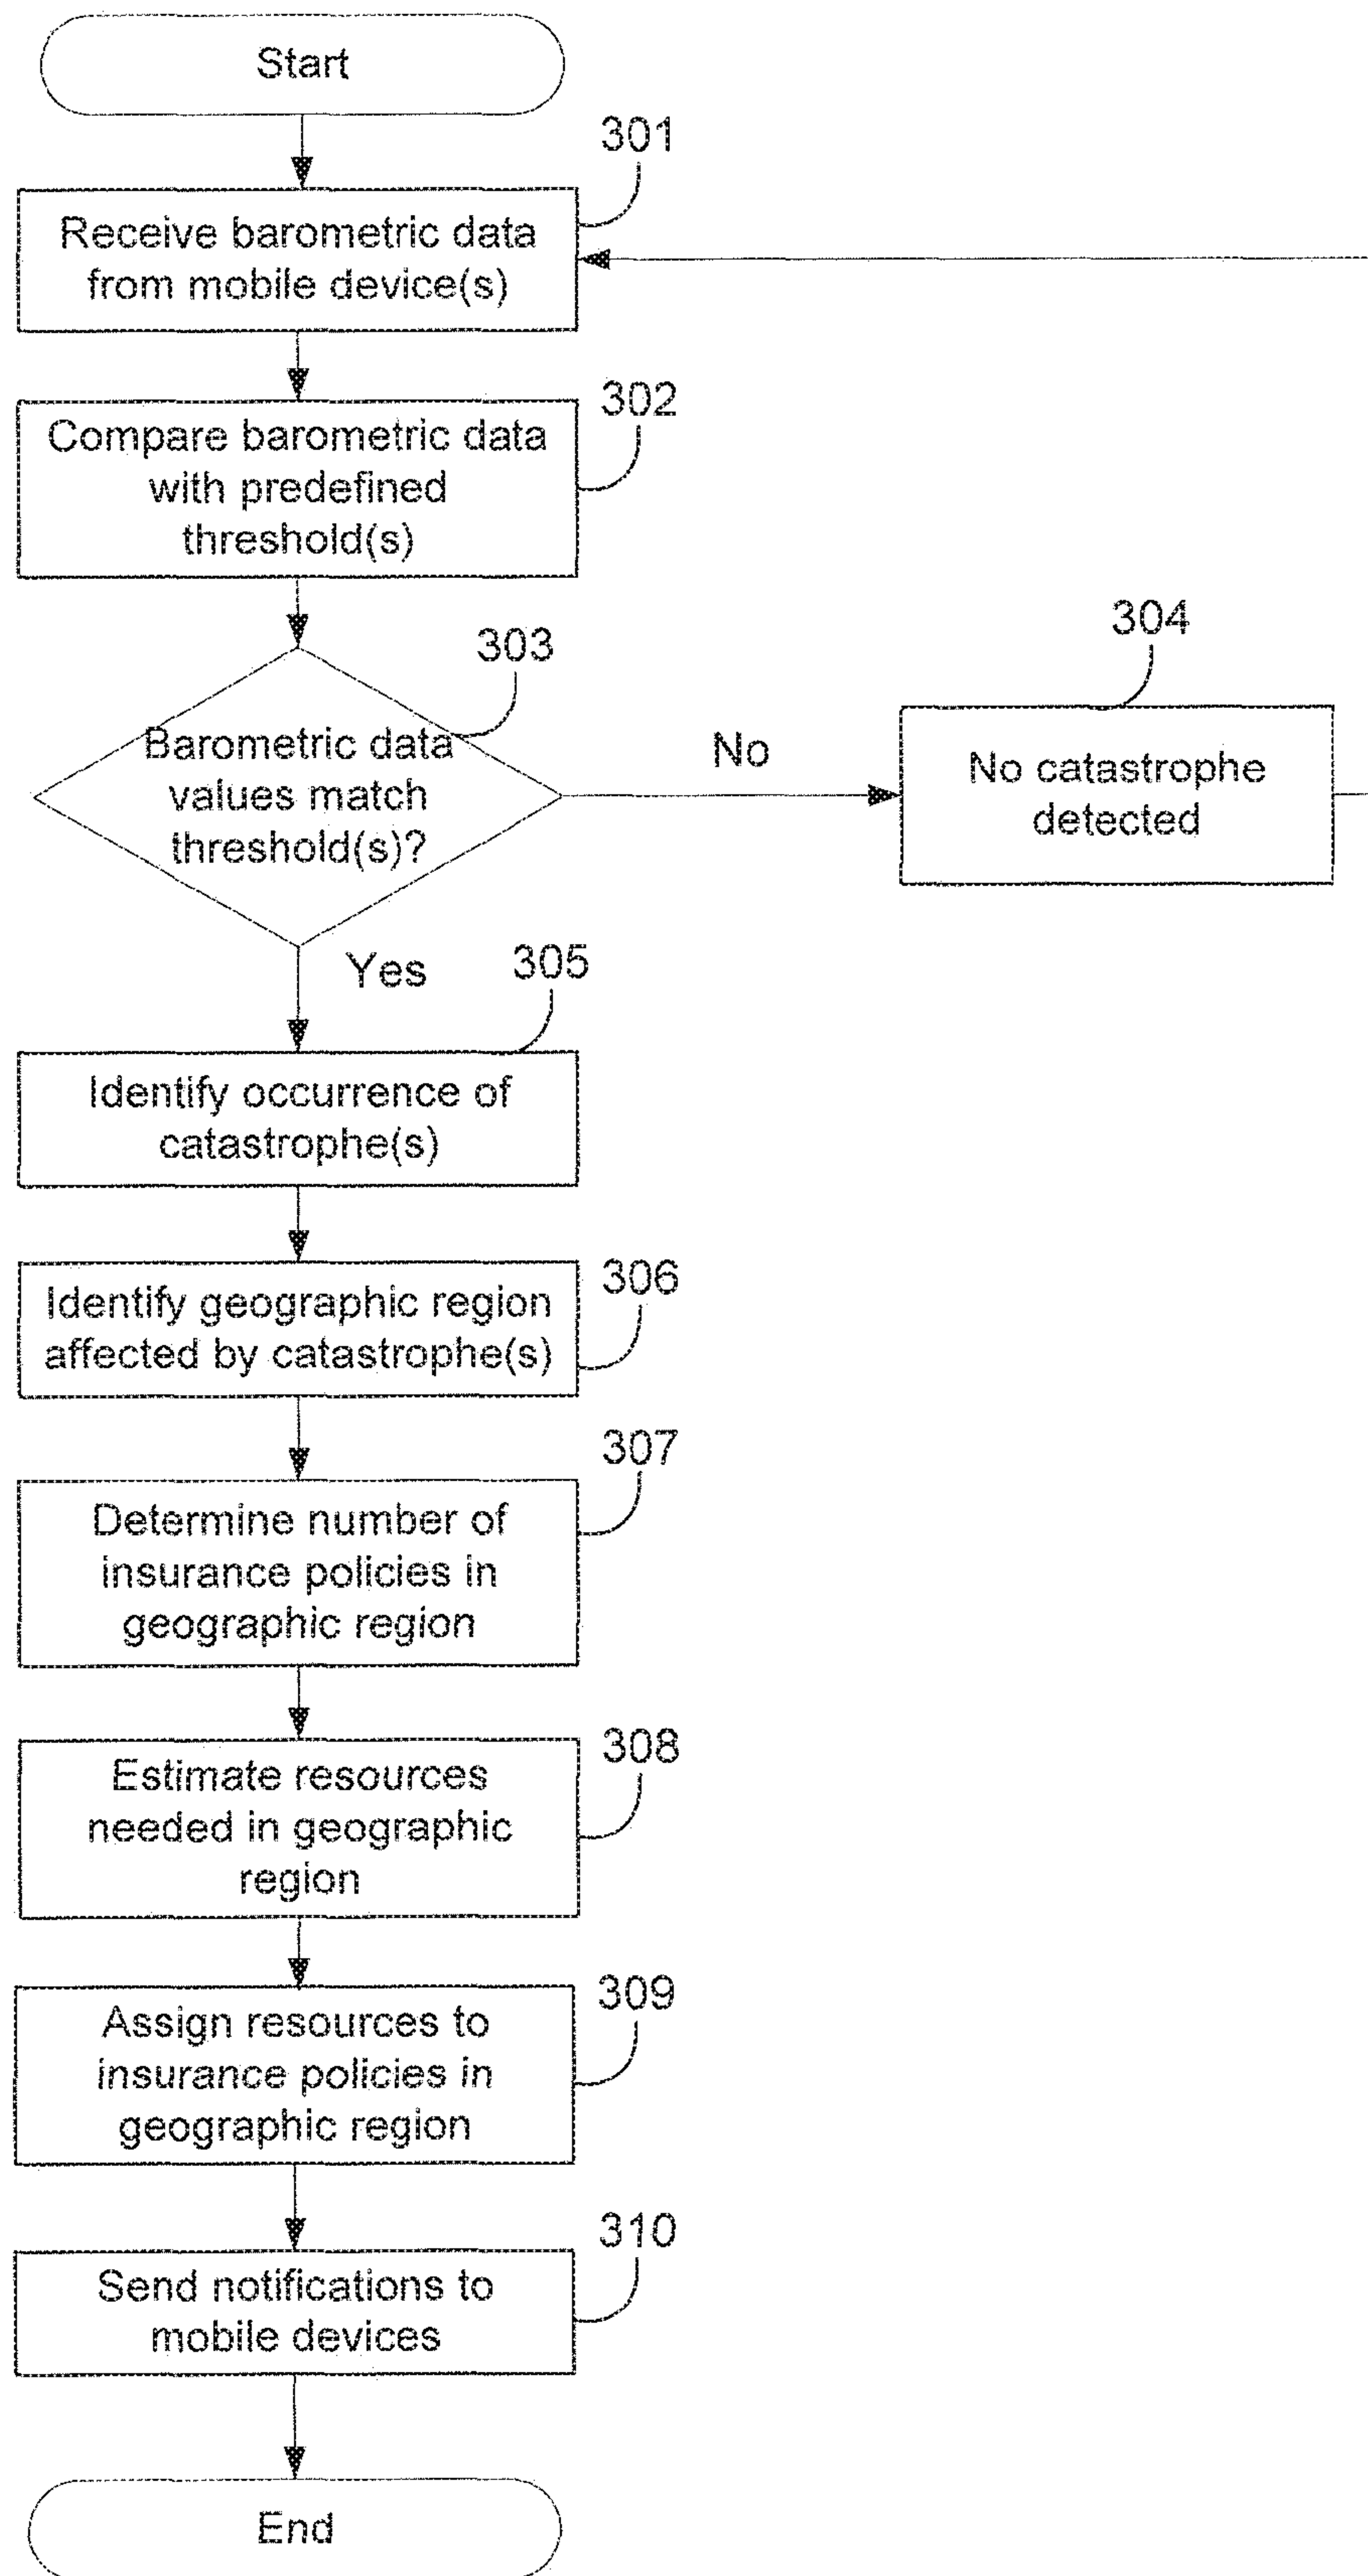 Start
301
Receive barometric data
from mobile device(s)
302
Compare barometric data
with predefined
threshold(s)
303
Barometric data
values match
threshold(s)?
No
304
No catastrophe
detected
Yes
305
Identify occurrence of
catastrophe(s)
306
Identify geographic region
affected by catastrophe(s)
307
Determine number of
insurance policies in
geographic region
308
Estimate resources
needed in geographic
region
309
Assign resources to
insurance policies in
geographic region
310
Send notifications to
mobile devices
End